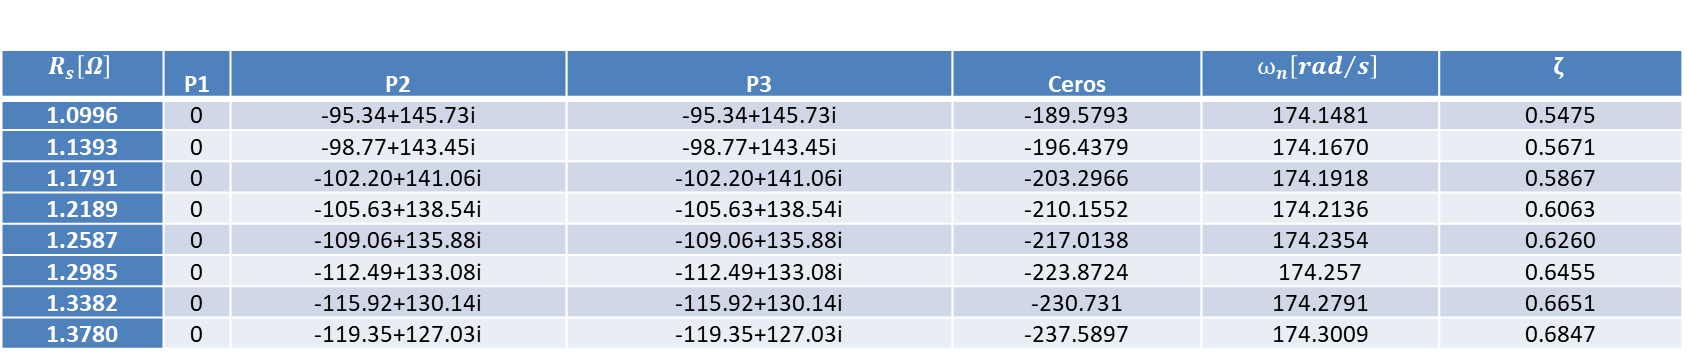 R_s[Ω] P1 P2 P3 Ceros ω_n[rad/s] ζ
1.0996 0 -95.34+145.73i -95.34+145.73i -189.5793 174.1481 0.5475
1.1393 0 -98.77+143.45i -98.77+143.45i -196.4379 174.1670 0.5671
1.1791 0 -102.20+141.06i -102.20+141.06i -203.2966 174.1918 0.5867
1.2189 0 -105.63+138.54i -105.63+138.54i -210.1552 174.2136 0.6063
1.2587 0 -109.06+135.88i -109.06+135.88i -217.0138 174.2354 0.6260
1.2985 0 -112.49+133.08i -112.49+133.08i -223.8724 174.257 0.6455
1.3382 0 -115.92+130.14i -115.92+130.14i -230.731 174.2791 0.6651
1.3780 0 -119.35+127.03i -119.35+127.03i -237.5897 174.3009 0.6847